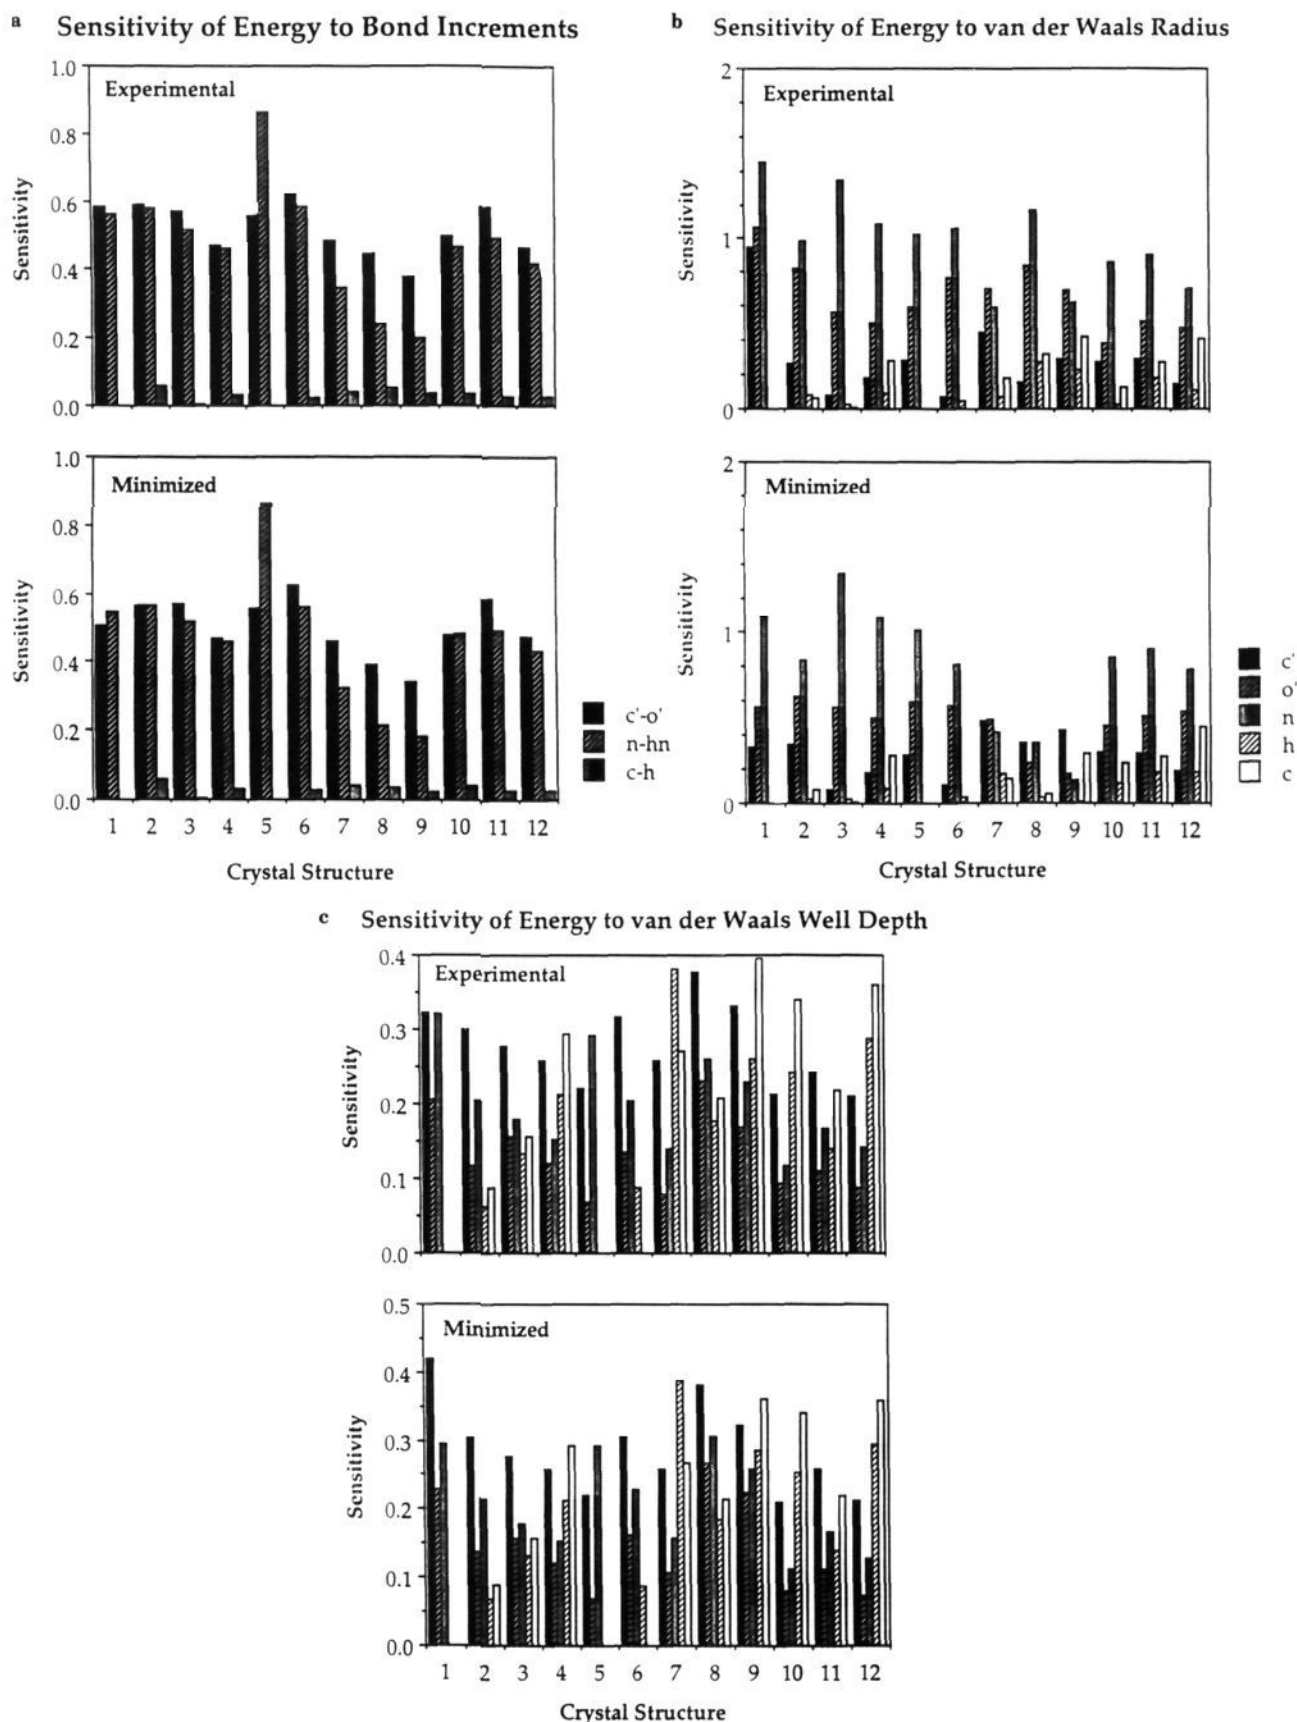 a Sensitivity of Energy to Bond Increments
1.0
Experimental
0.8
0.6
0.4
0.2
0.0
Sensitivity
1.0
Minimized
0.8
0.6
0.4
0.2
0.0
Sensitivity
1 2 3 4 5 6 7 8 9 10 11 12
Crystal Structure
c'-o'
n-hn
c-h
b Sensitivity of Energy to van der Waals Radius
2
Experimental
1
0
Sensitivity
2
Minimized
1
0
Sensitivity
1 2 3 4 5 6 7 8 9 10 11 12
Crystal Structure
c'
o'
n
h
c
c Sensitivity of Energy to van der Waals Well Depth
0.4
Experimental
0.3
0.2
0.1
0.0
Sensitivity
0.5
Minimized
0.4
0.3
0.2
0.1
0.0
Sensitivity
1 2 3 4 5 6 7 8 9 10 11 12
Crystal Structure